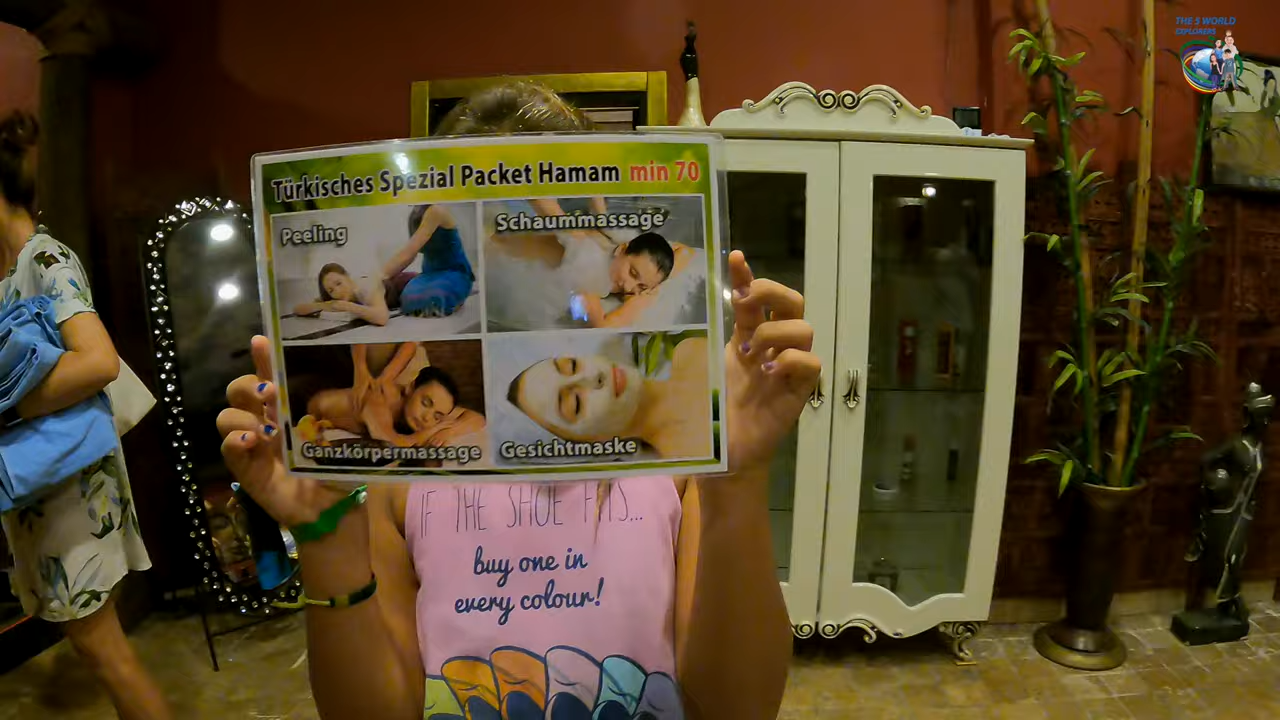 THE 5 WORLD
EXPLORERS
Türkisches Spezial Packet Hamam min 70
Peeling
Schaummassage
Ganzkörpermassage
Gesichtmaske
IF THE SHOE FITS...
buy one in
every colour!